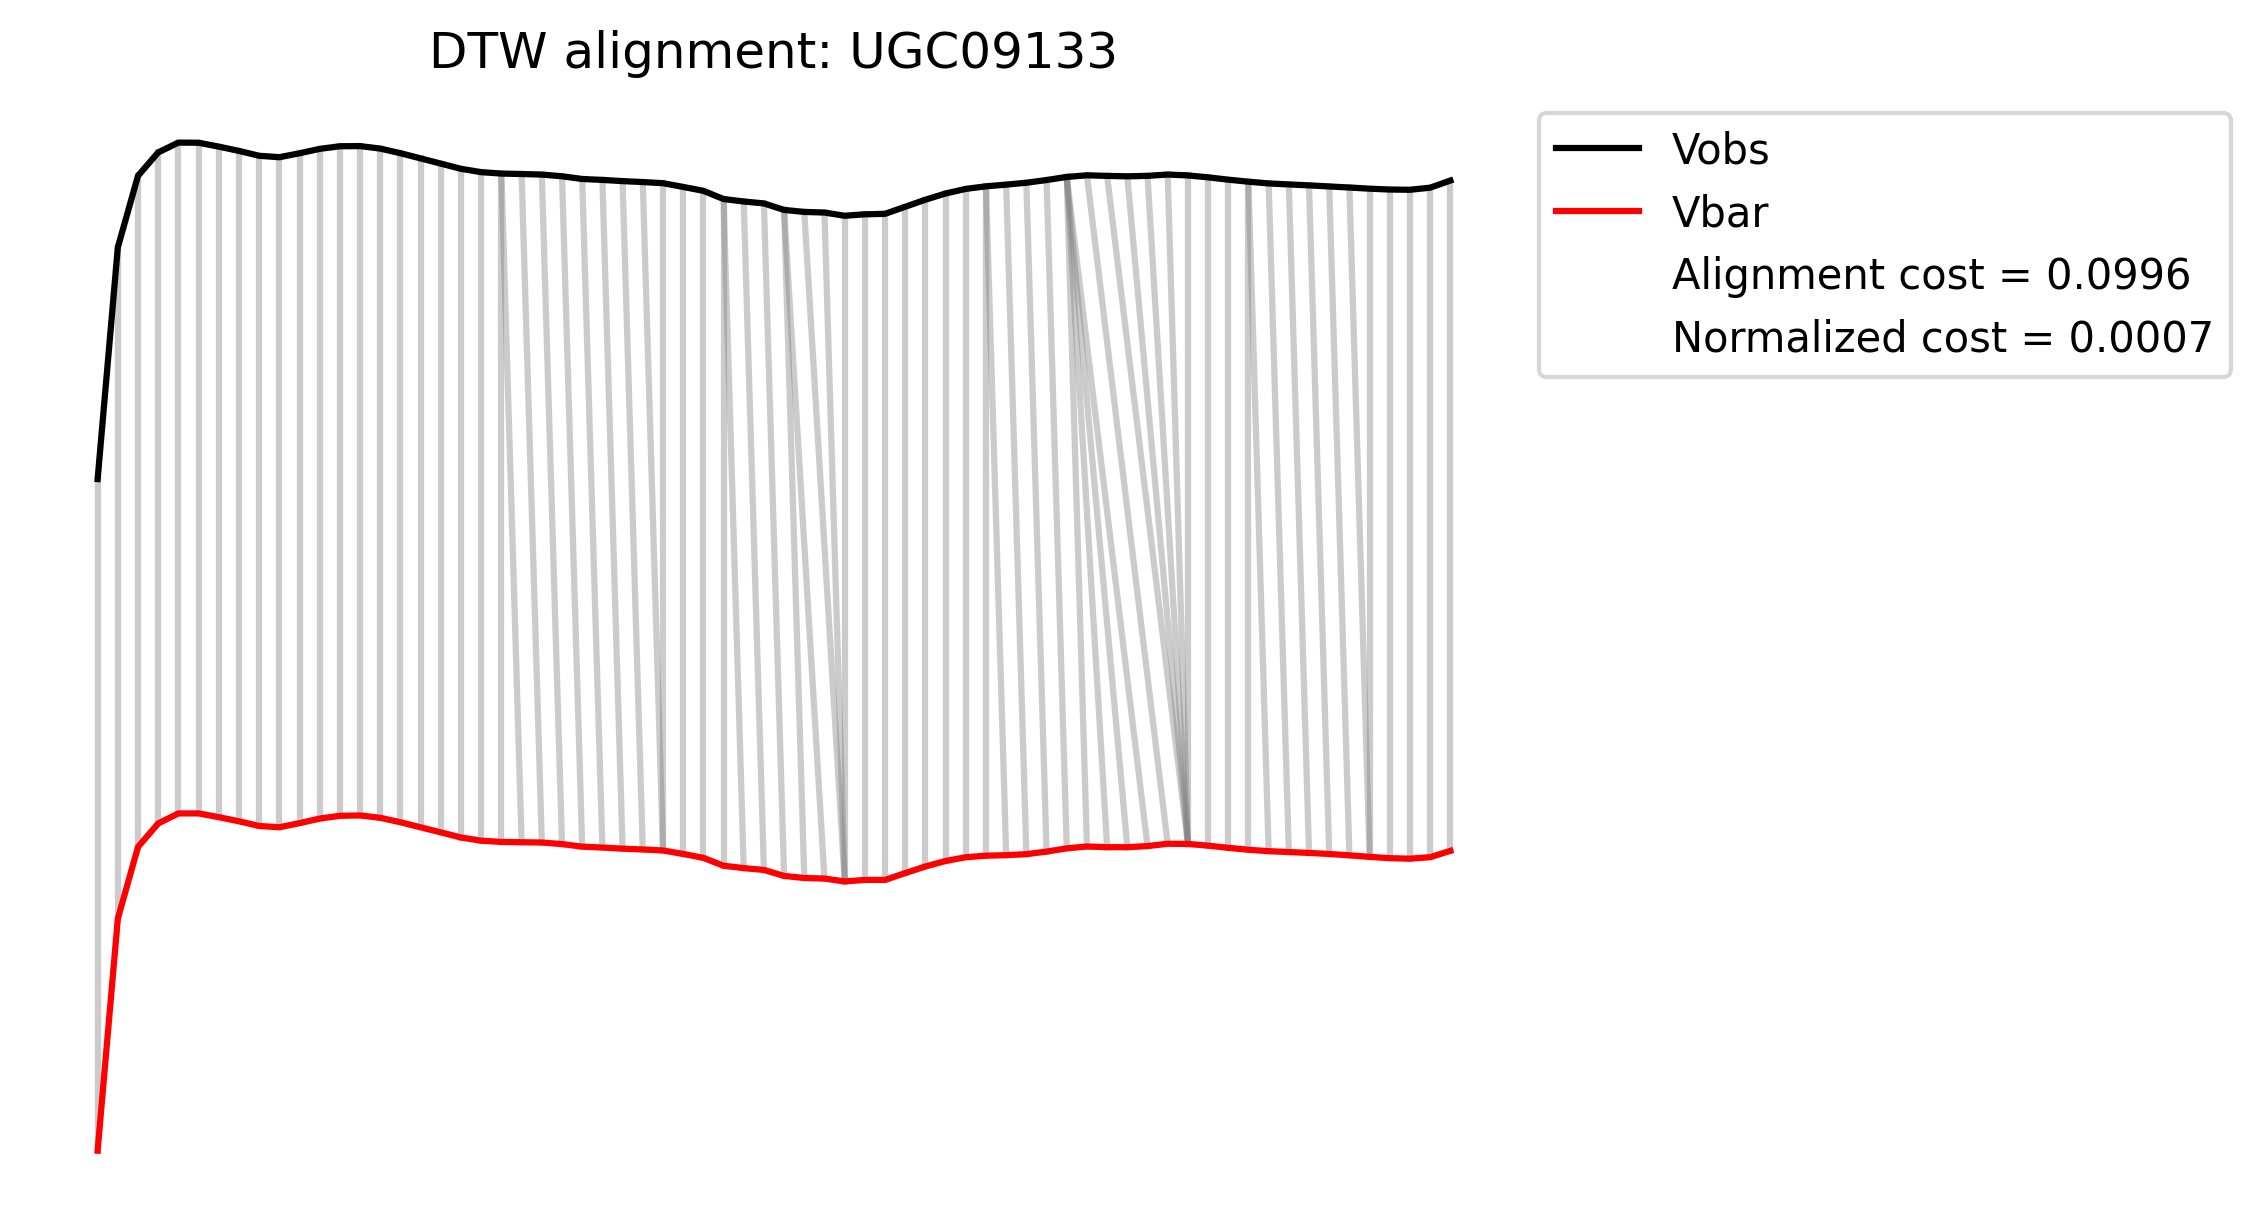 DTW alignment: UGC09133
Vobs
Vbar
Alignment cost = 0.0996
Normalized cost = 0.0007